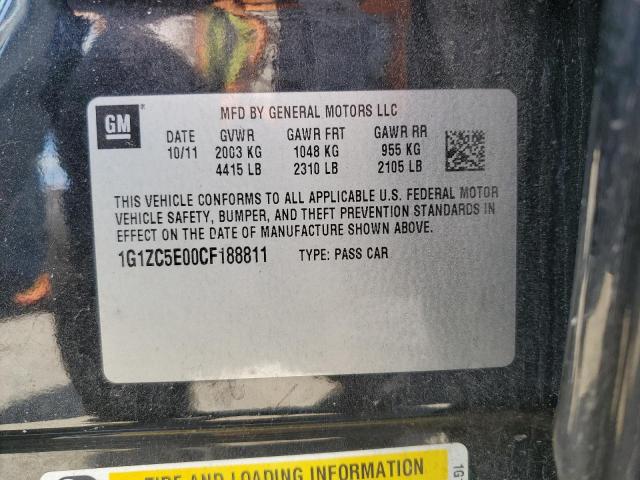 GM
MFD BY GENERAL MOTORS LLC
DATE GVWR GAWR FRT GAWR RR
10/11 2003 KG 1048 KG 955 KG
4415 LB 2310 LB 2105 LB
THIS VEHICLE CONFORMS TO ALL APPLICABLE U.S. FEDERAL MOTOR
VEHICLE SAFETY, BUMPER, AND THEFT PREVENTION STANDARDS IN
EFFECT ON THE DATE OF MANUFACTURE SHOWN ABOVE.
1G1ZC5E00CF188811 TYPE: PASS CAR
TIRE AND LOADING INFORMATION
1G